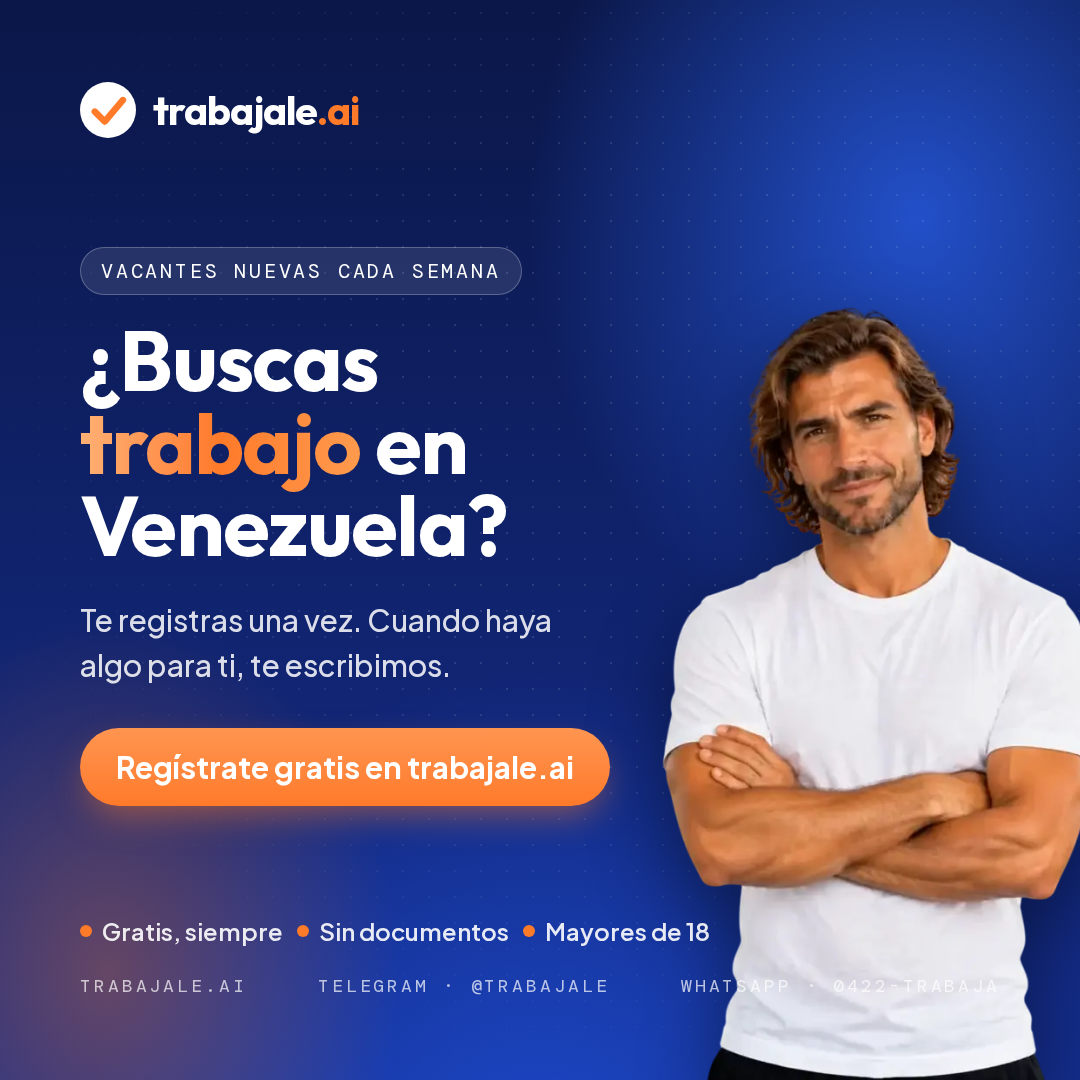 trabajale.ai
VACANTES NUEVAS CADA SEMANA
¿Buscas
trabajo en
Venezuela?
Te registras una vez. Cuando haya
algo para ti, te escribimos.
Regístrate gratis en trabajale.ai
Gratis, siempre Sin documentos Mayores de 18
TRABAJALE.AI TELEGRAM · @TRABAJALE WHATSAPP · 0422-TRABAJA